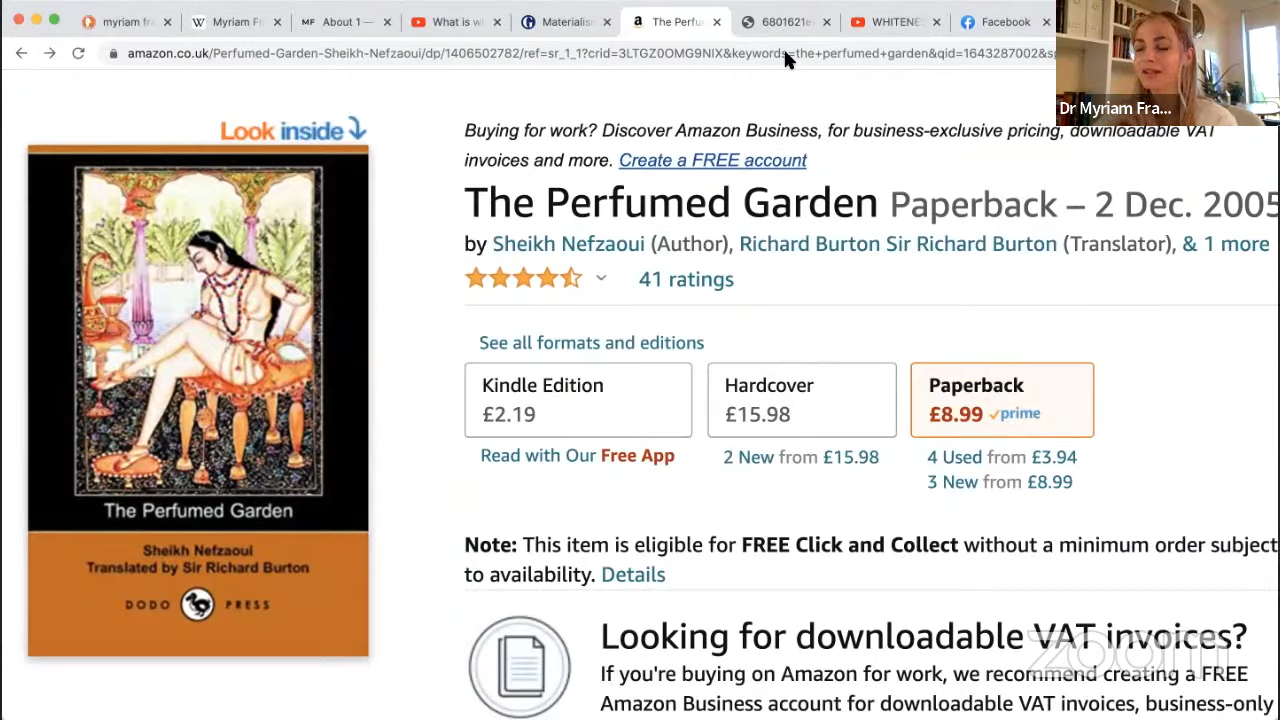 myriam fra
Myriam Fr
MF About 1 —
What is wi
Materialism
The Perfu
6801621e
WHITENES
Facebook
amazon.co.uk/Perfumed-Garden-Sheikh-Nefzaoui/dp/1406502782/ref=sr_1_1?crid=3LTGZ0OMG9NIX&keywords=the+perfumed+garden&qid=1643287002&sp
Dr Myriam Fra...
Look inside
Buying for work? Discover Amazon Business, for business-exclusive pricing, downloadable VAT
invoices and more. Create a FREE account
The Perfumed Garden Paperback – 2 Dec. 2005
by Sheikh Nefzaoui (Author), Richard Burton Sir Richard Burton (Translator), & 1 more
41 ratings
See all formats and editions
Kindle Edition
£2.19
Read with Our Free App
Hardcover
£15.98
2 New from £15.98
Paperback
£8.99 prime
4 Used from £3.94
3 New from £8.99
The Perfumed Garden
Sheikh Nefzaoui
Translated by Sir Richard Burton
DODO PRESS
Note: This item is eligible for FREE Click and Collect without a minimum order subject
to availability. Details
Looking for downloadable VAT invoices?
If you're buying on Amazon for work, we recommend creating a FREE
Amazon Business account for downloadable VAT invoices, business-only
zoom